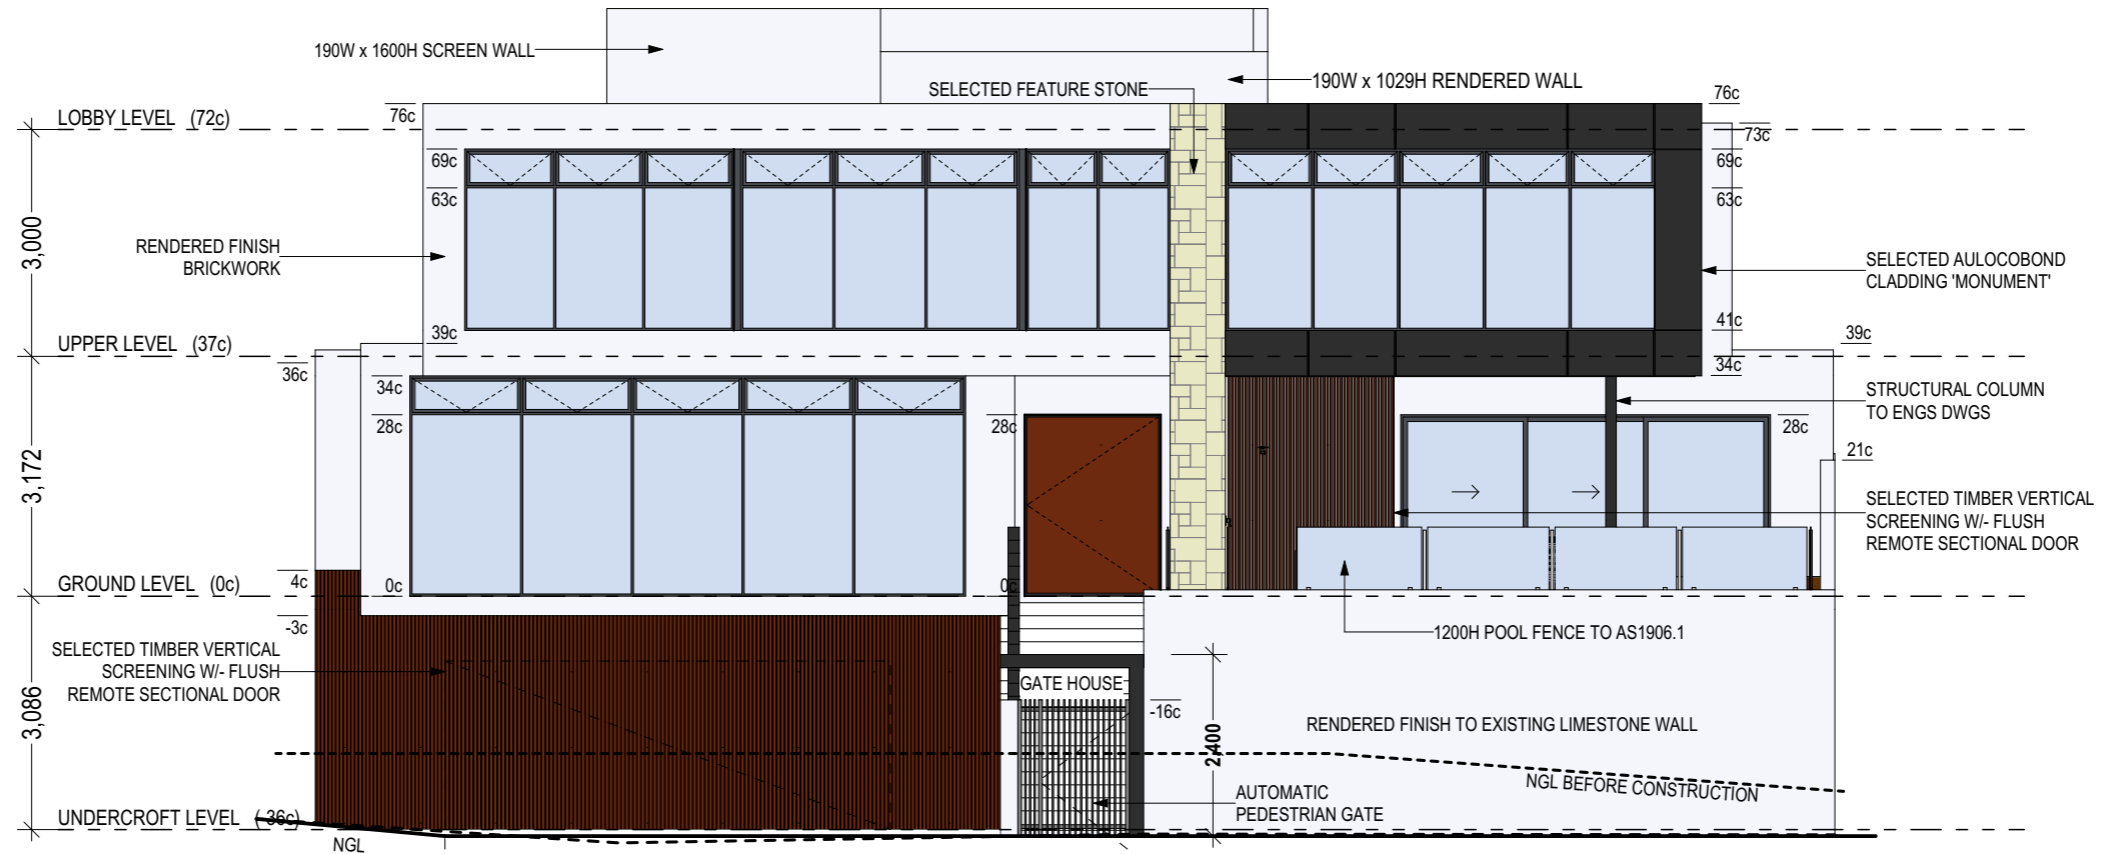 190W x 1600H SCREEN WALL
190W x 1029H RENDERED WALL
SELECTED FEATURE STONE
76c
76c
LOBBY LEVEL (72c)
73c
69c
69c
63c
63c
3,000
RENDERED FINISH
BRICKWORK
SELECTED AULOCOBOND
CLADDING 'MONUMENT'
39c
41c
39c
UPPER LEVEL (37c)
36c
34c
34c
STRUCTURAL COLUMN
TO ENGS DWGS
28c
28c
28c
21c
3,172
SELECTED TIMBER VERTICAL
SCREENING W/- FLUSH
REMOTE SECTIONAL DOOR
GROUND LEVEL (0c)
4c
0c
0c
-3c
1200H POOL FENCE TO AS1906.1
SELECTED TIMBER VERTICAL
SCREENING W/- FLUSH
REMOTE SECTIONAL DOOR
GATE HOUSE
-16c
3,086
2,400
RENDERED FINISH TO EXISTING LIMESTONE WALL
NGL BEFORE CONSTRUCTION
AUTOMATIC
PEDESTRIAN GATE
UNDERCROFT LEVEL (-36c)
NGL